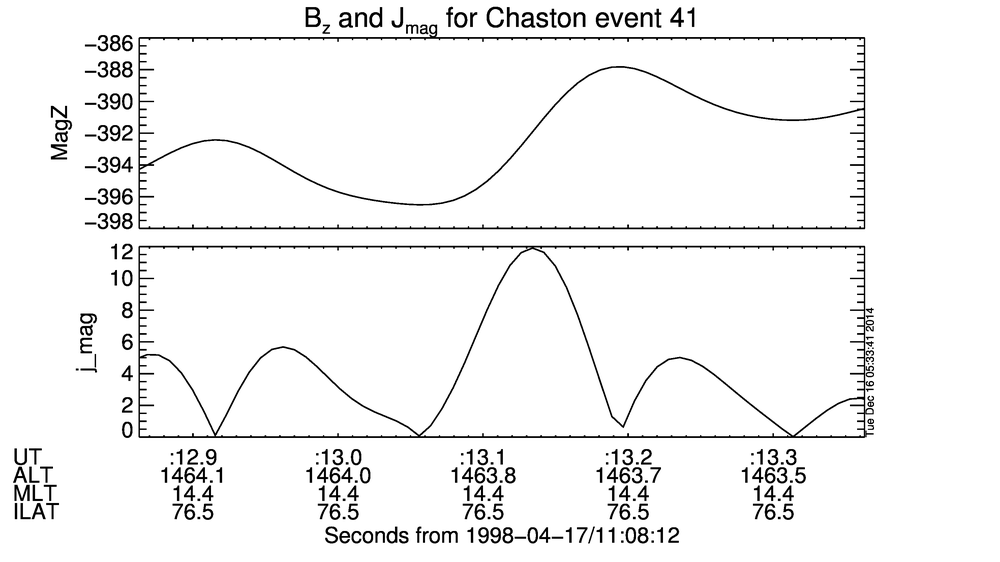 Bz and Jmag for Chaston event 41
−386
−388
−390
−392
−394
−396
−398
MagZ
12
10
8
6
4
2
0
j_mag
Tue Dec 16 05:33:41 2014
UT :12.9 :13.0 :13.1 :13.2 :13.3
ALT 1464.1 1464.0 1463.8 1463.7 1463.5
MLT 14.4 14.4 14.4 14.4 14.4
ILAT 76.5 76.5 76.5 76.5 76.5
Seconds from 1998−04−17/11:08:12